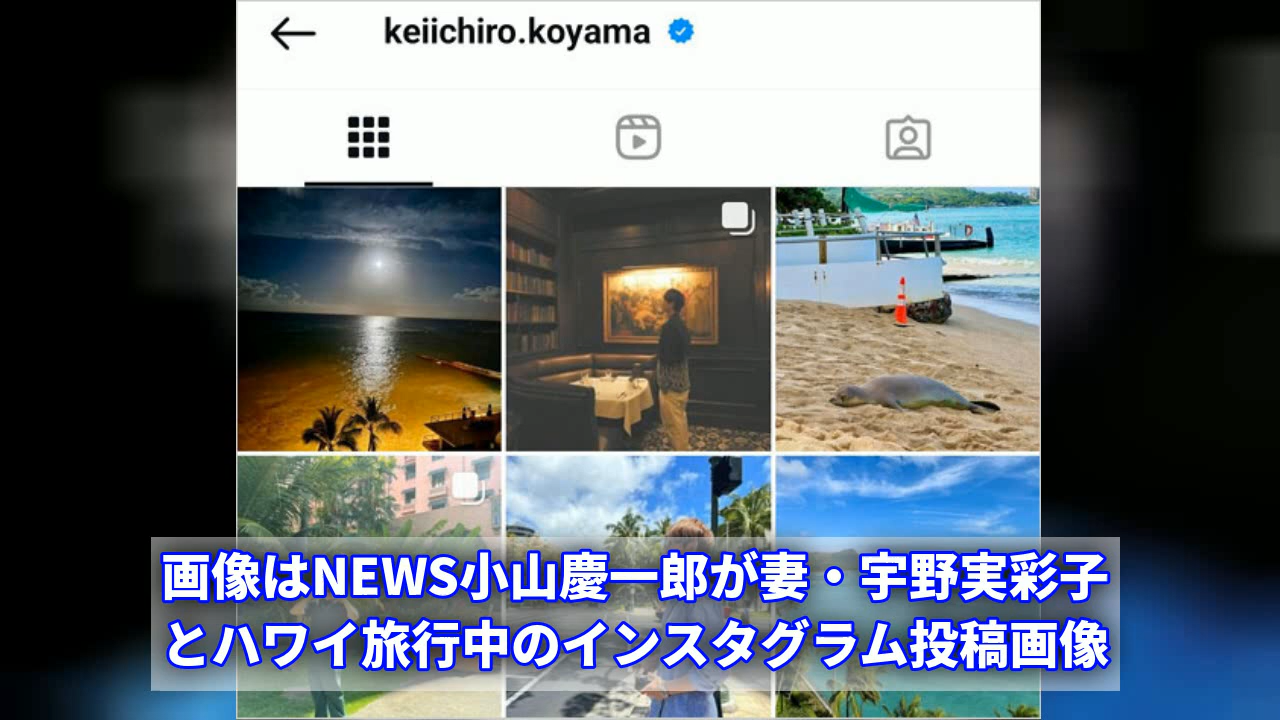 keiichiro.koyama
画像はNEWS小山慶一郎が妻・宇野実彩子
とハワイ旅行中のインスタグラム投稿画像